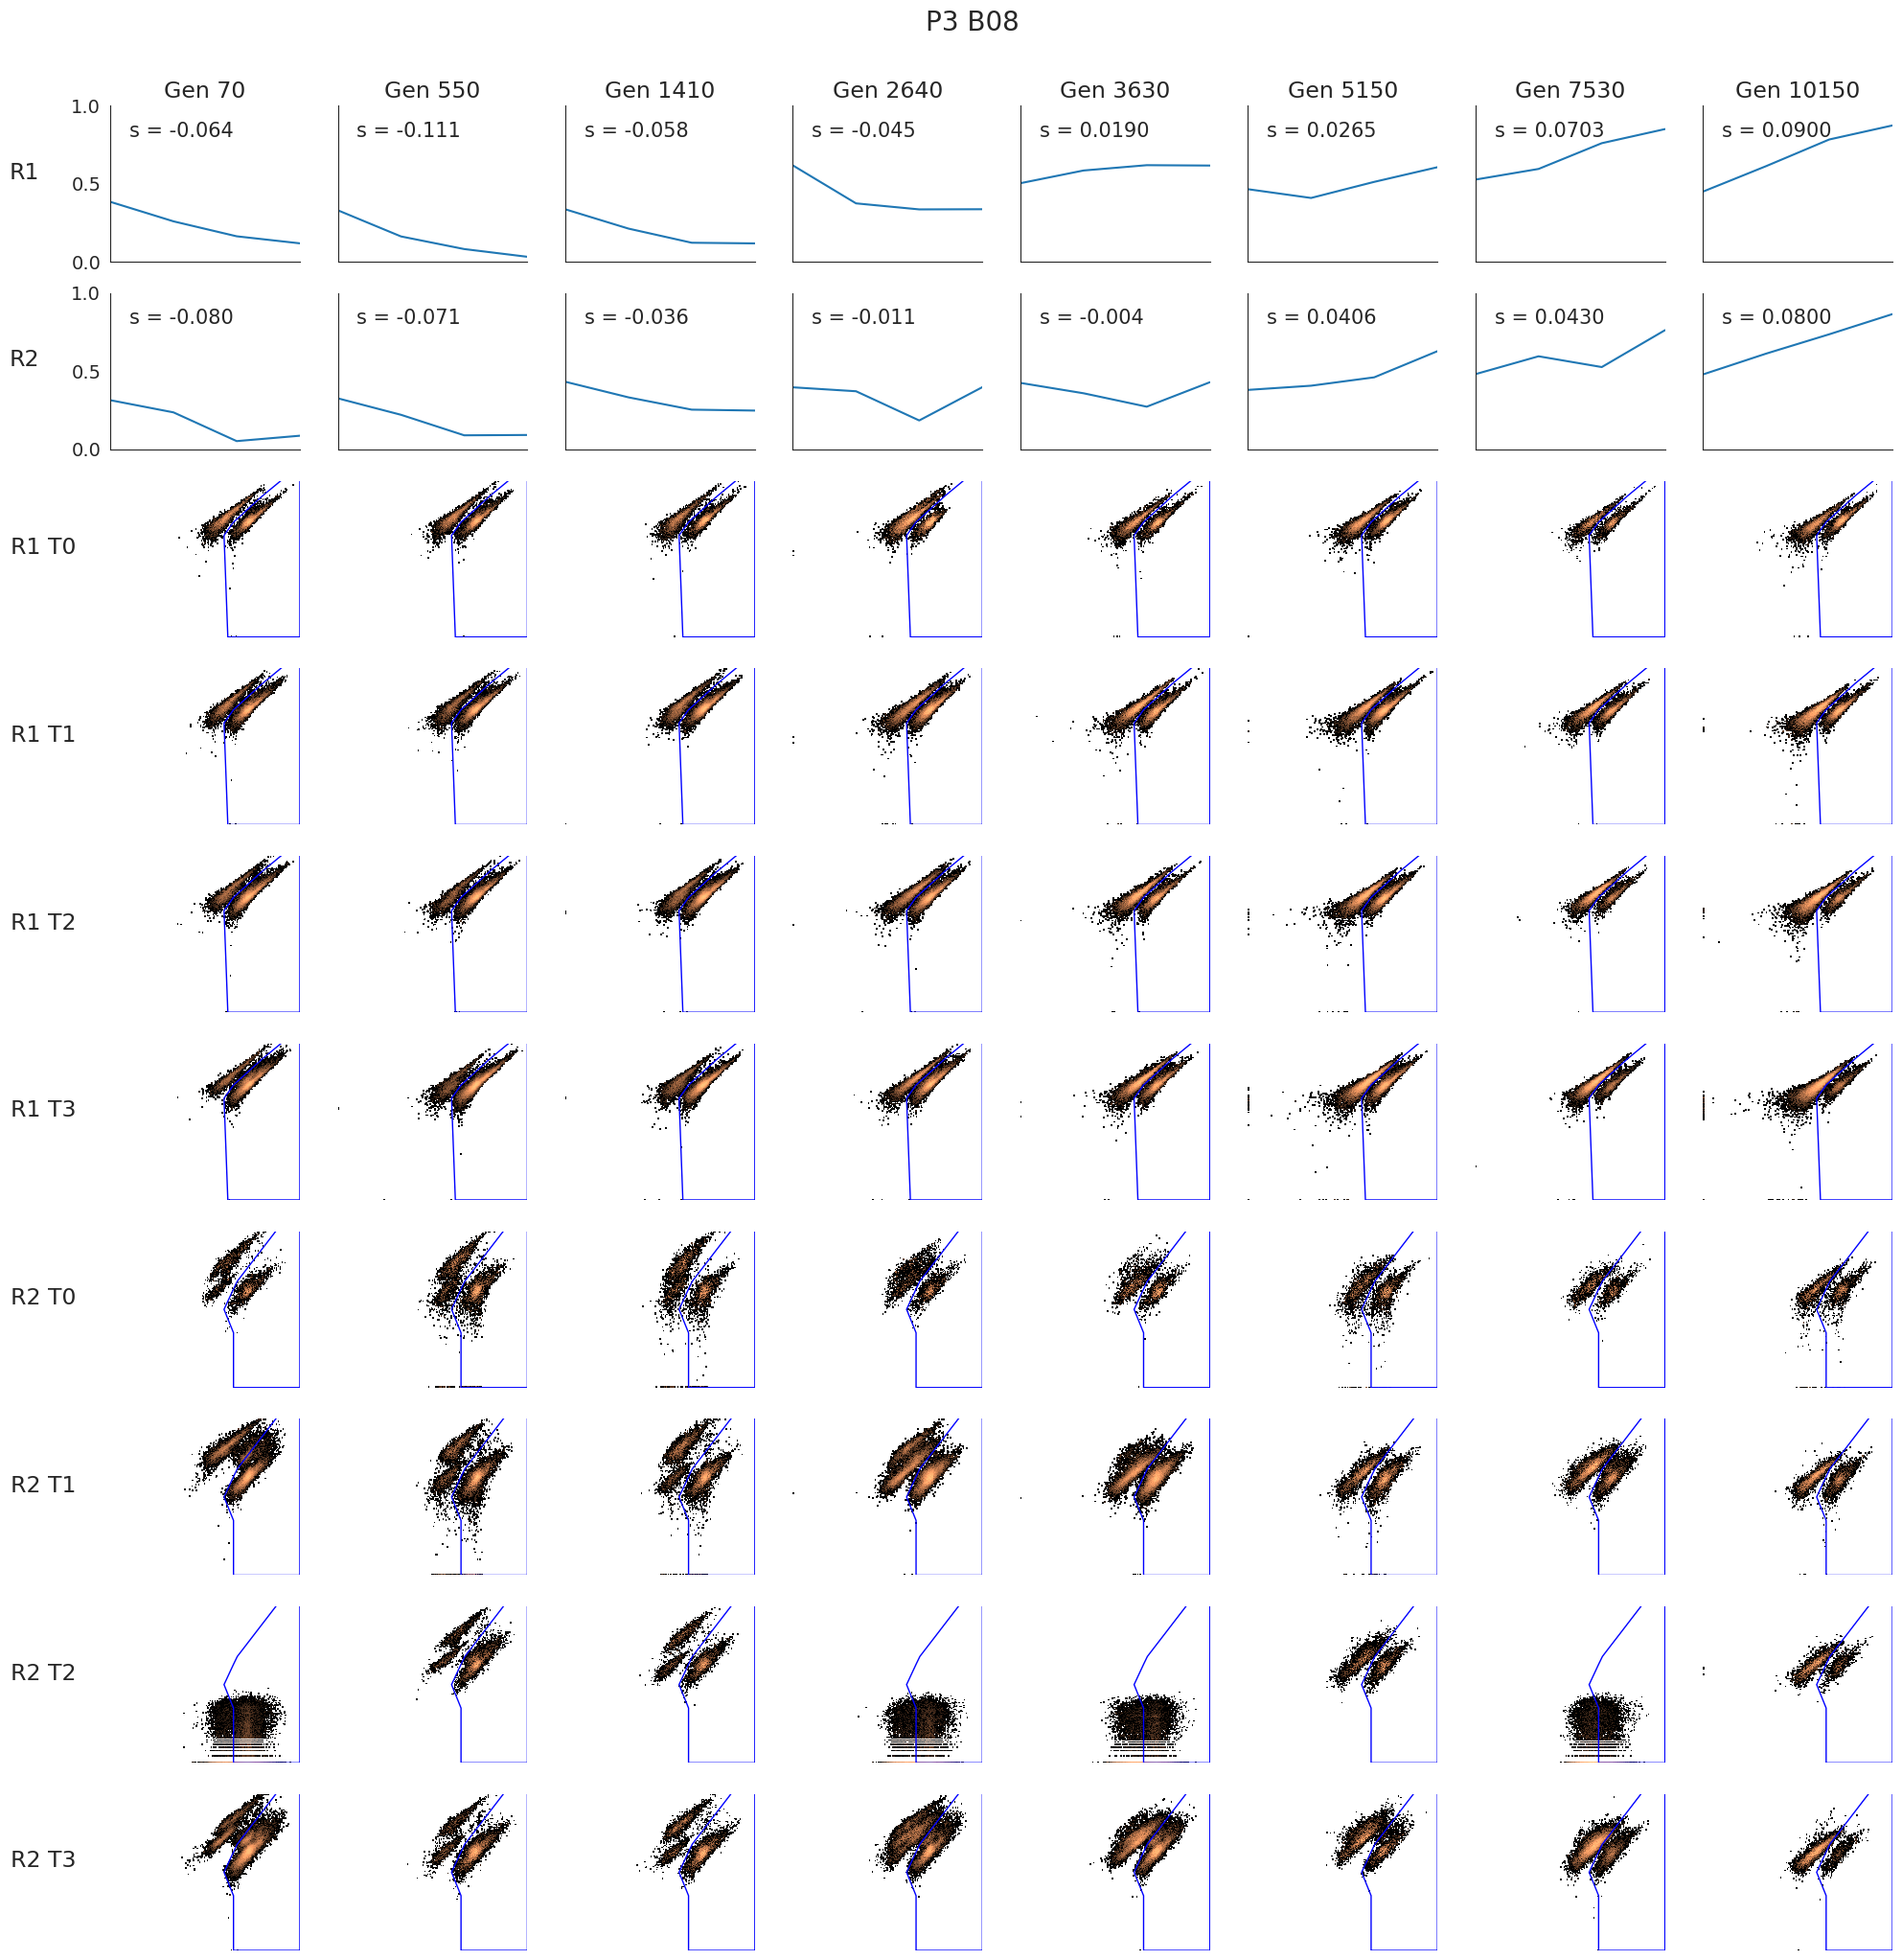 P3 B08
Gen 70 Gen 550 Gen 1410 Gen 2640 Gen 3630 Gen 5150 Gen 7530 Gen 10150
1.0
s = -0.064 s = -0.111 s = -0.058 s = -0.045 s = 0.0190 s = 0.0265 s = 0.0703 s = 0.0900
R1
0.5
0.0
1.0
s = -0.080 s = -0.071 s = -0.036 s = -0.011 s = -0.004 s = 0.0406 s = 0.0430 s = 0.0800
R2
0.5
0.0
R1 T0
R1 T1
R1 T2
R1 T3
R2 T0
R2 T1
R2 T2
R2 T3